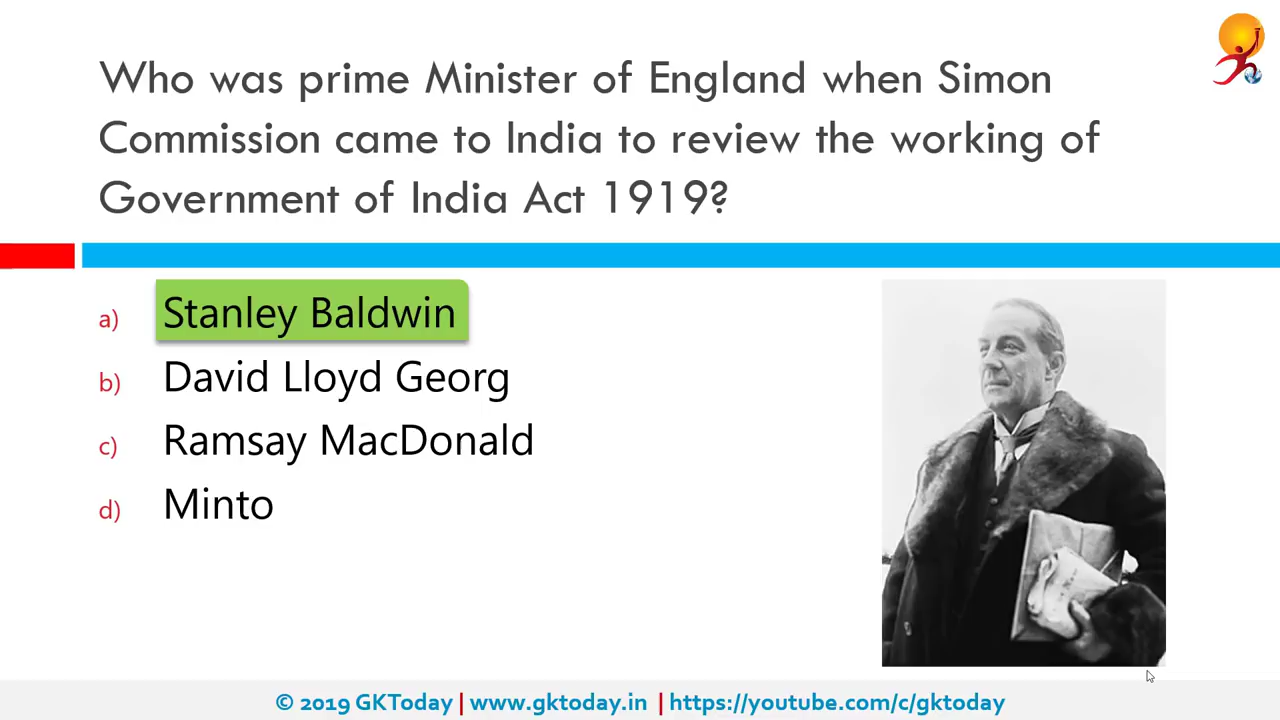 Who was prime Minister of England when Simon
Commission came to India to review the working of
Government of India Act 1919?
a) Stanley Baldwin
b) David Lloyd Georg
c) Ramsay MacDonald
d) Minto
© 2019 GKToday | www.gktoday.in | https://youtube.com/c/gktoday